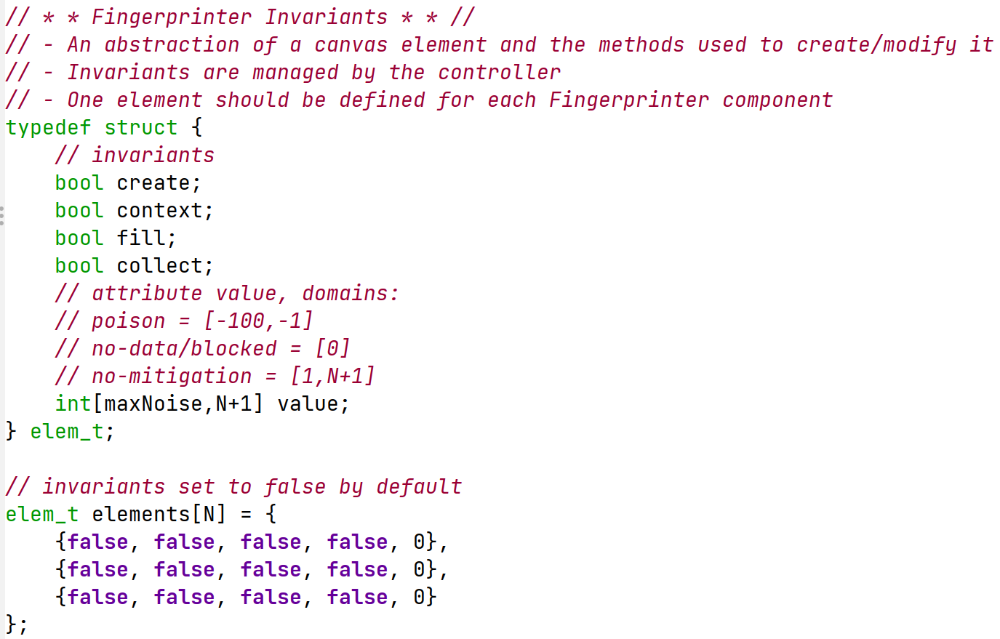 // * * Fingerprinter Invariants * * //
// - An abstraction of a canvas element and the methods used to create/modify it
// - Invariants are managed by the controller
// - One element should be defined for each Fingerprinter component
typedef struct {
    // invariants
    bool create;
    bool context;
    bool fill;
    bool collect;
    // attribute value, domains:
    // poison = [-100,-1]
    // no-data/blocked = [0]
    // no-mitigation = [1,N+1]
    int[maxNoise,N+1] value;
} elem_t;

// invariants set to false by default
elem_t elements[N] = {
    {false, false, false, false, 0},
    {false, false, false, false, 0},
    {false, false, false, false, 0}
};